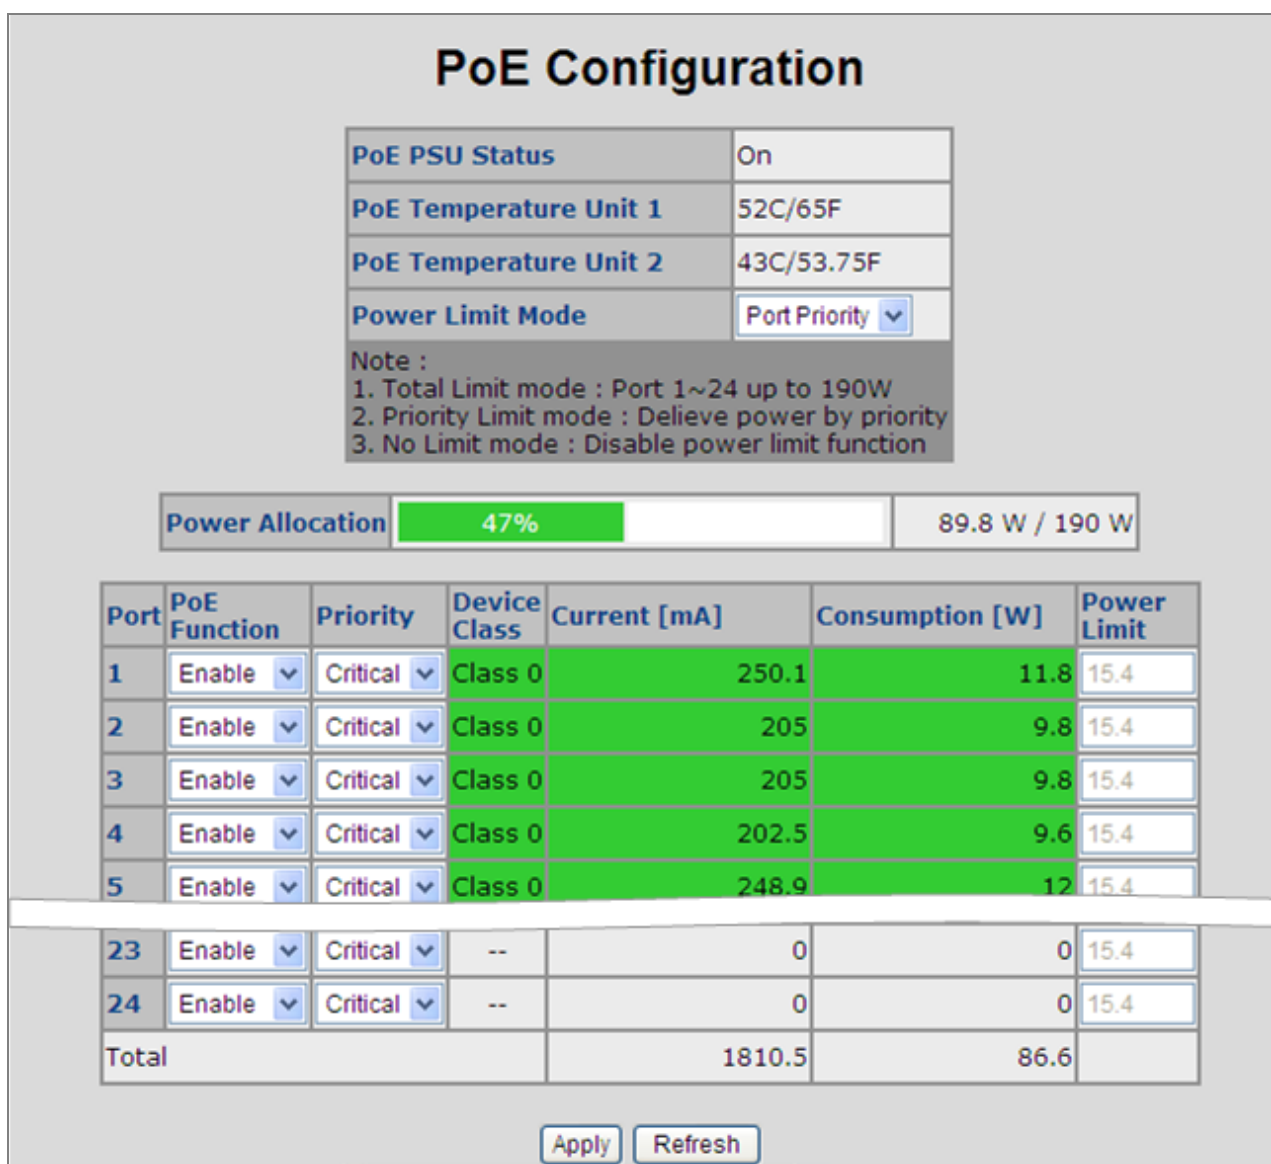 PoE Configuration
PoE PSU Status On
PoE Temperature Unit 1 52C/65F
PoE Temperature Unit 2 43C/53.75F
Power Limit Mode Port Priority
Note :
1. Total Limit mode : Port 1~24 up to 190W
2. Priority Limit mode : Delieve power by priority
3. No Limit mode : Disable power limit function
Power Allocation 47% 89.8 W / 190 W
Port PoE Function Priority Device Class Current [mA] Consumption [W] Power Limit
1 Enable Critical Class 0 250.1 11.8 15.4
2 Enable Critical Class 0 205 9.8 15.4
3 Enable Critical Class 0 205 9.8 15.4
4 Enable Critical Class 0 202.5 9.6 15.4
5 Enable Critical Class 0 248.9 12 15.4
23 Enable Critical -- 0 0 15.4
24 Enable Critical -- 0 0 15.4
Total 1810.5 86.6
Apply Refresh